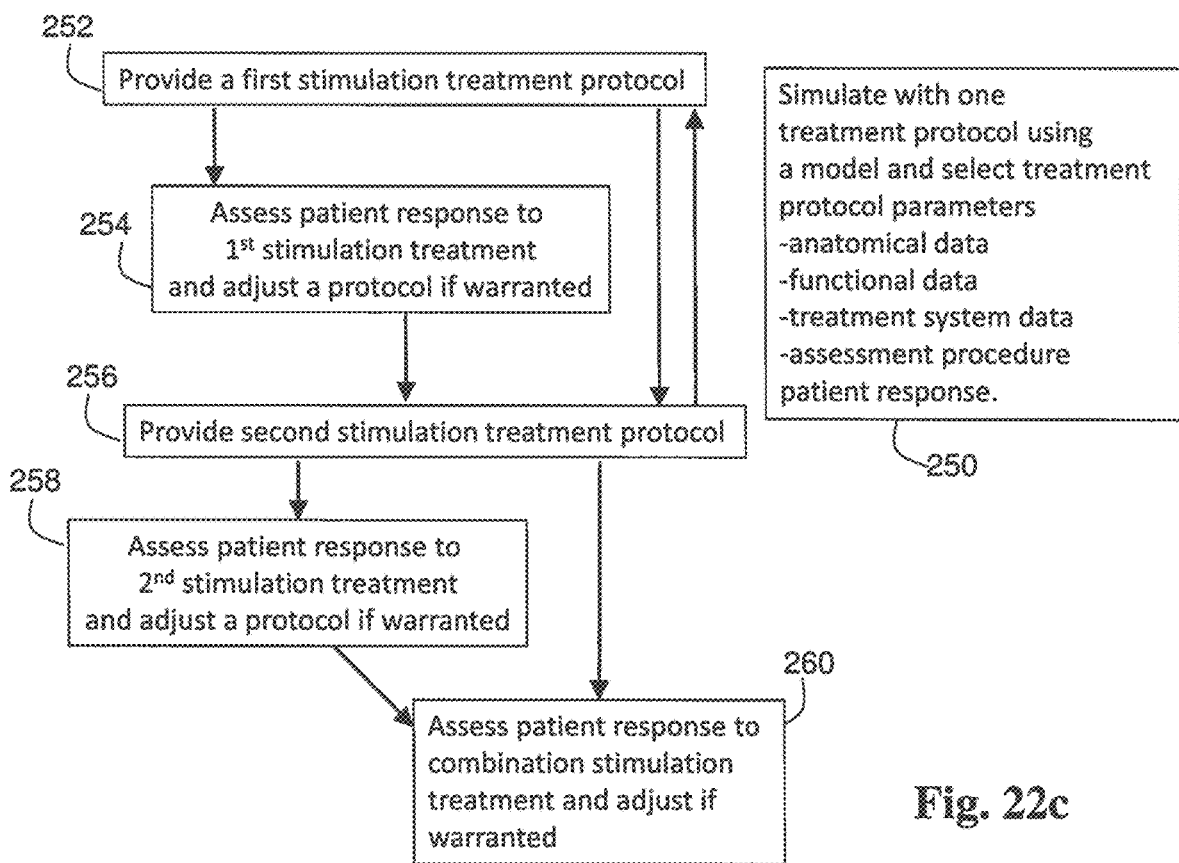 252
Provide a first stimulation treatment protocol
254
Assess patient response to
1st stimulation treatment
and adjust a protocol if warranted
256
Provide second stimulation treatment protocol
258
Assess patient response to
2nd stimulation treatment
and adjust a protocol if warranted
260
Assess patient response to
combination stimulation
treatment and adjust if
warranted
Simulate with one
treatment protocol using
a model and select treatment
protocol parameters
-anatomical data
-functional data
-treatment system data
-assessment procedure
patient response.
250
Fig. 22c